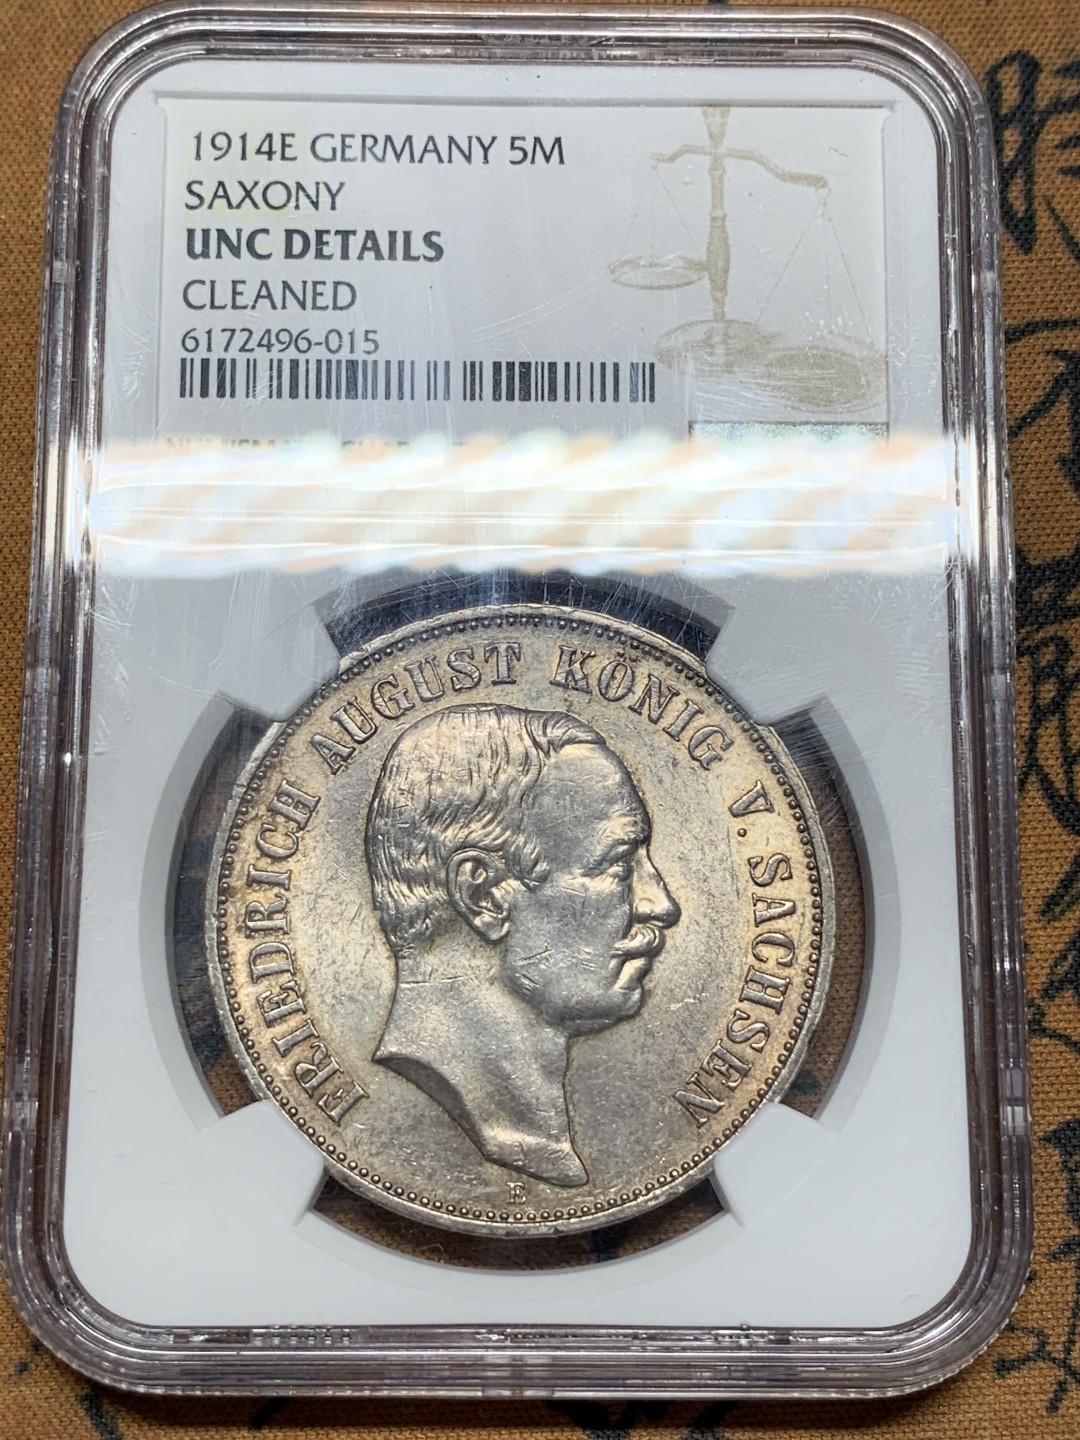 1914E GERMANY 5M
SAXONY
UNC DETAILS
CLEANED
6172496-015
FRIEDRICH AUGUST KÖNIG V. SACHSEN
E